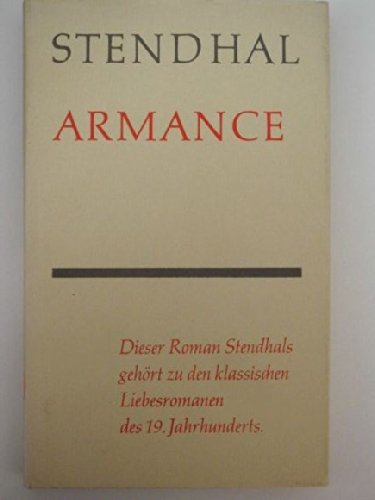 STENDHAL
ARMANCE
Dieser Roman Stendhals
gehört zu den klassischen
Liebesromanen
des 19. Jahrhunderts.